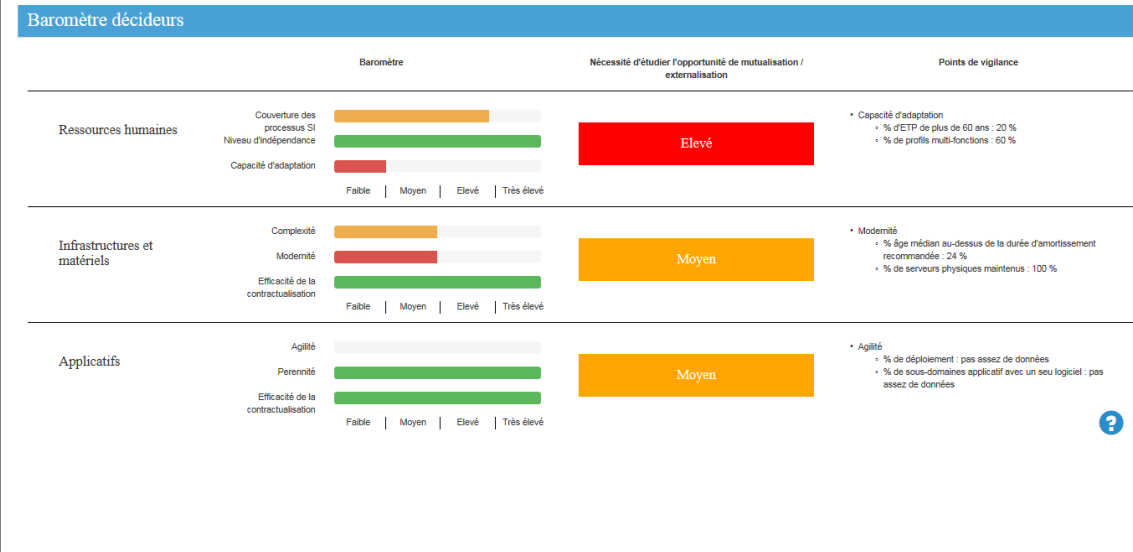 Baromètre décideurs
Baromètre
Nécessité d'étudier l'opportunité de mutualisation /
externalisation
Points de vigilance
Ressources humaines
Couverture des
processus SI
Niveau d'indépendance
Capacité d'adaptation
Faible | Moyen | Elevé | Très élevé
Elevé
• Capacité d'adaptation
◦ % d'ETP de plus de 60 ans : 20 %
◦ % de profils multi-fonctions : 60 %
Infrastructures et
matériels
Complexité
Modernité
Efficacité de la
contractualisation
Faible | Moyen | Elevé | Très élevé
Moyen
• Modernité
◦ % âge médian au-dessus de la durée d'amortissement
recommandée : 24 %
◦ % de serveurs physiques maintenus : 100 %
Applicatifs
Agilité
Perennité
Efficacité de la
contractualisation
Faible | Moyen | Elevé | Très élevé
Moyen
• Agilité
◦ % de déploiement : pas assez de données
◦ % de sous-domaines applicatif avec un seu logiciel : pas
assez de données
?